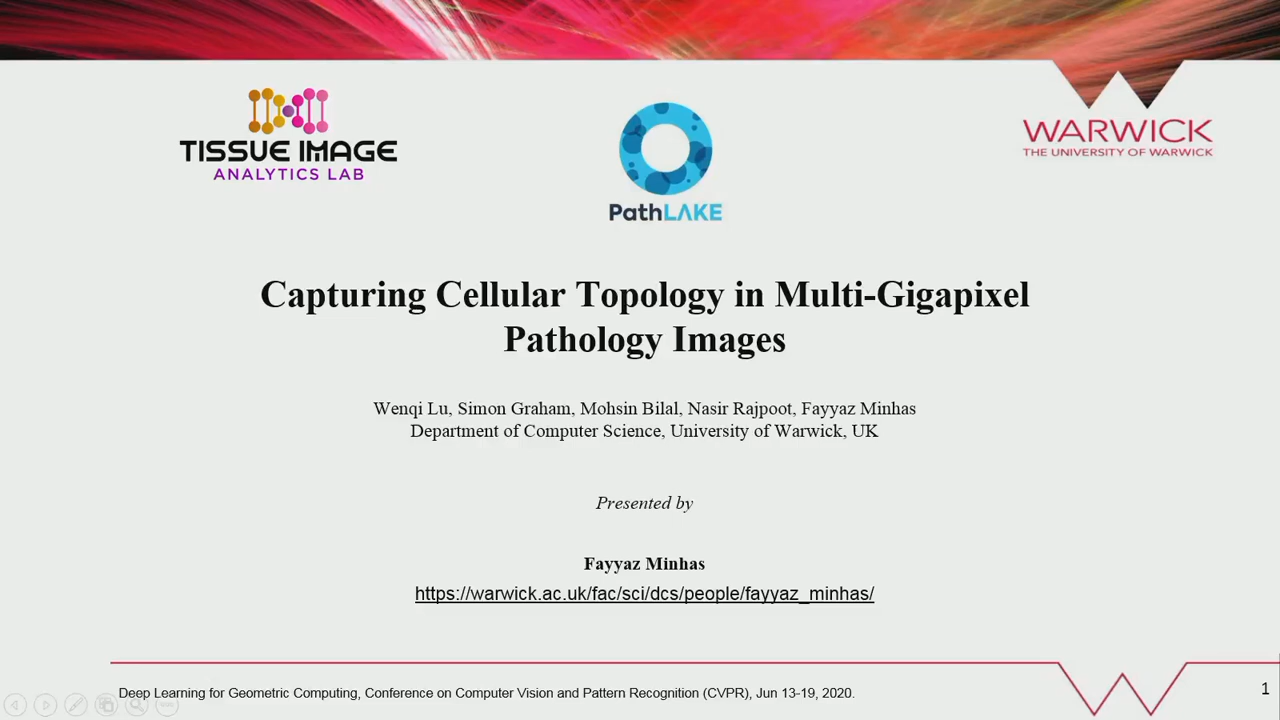 TISSUE IMAGE
ANALYTICS LAB
PathLAKE
WARWICK
THE UNIVERSITY OF WARWICK
Capturing Cellular Topology in Multi-Gigapixel
Pathology Images
Wenqi Lu, Simon Graham, Mohsin Bilal, Nasir Rajpoot, Fayyaz Minhas
Department of Computer Science, University of Warwick, UK
Presented by
Fayyaz Minhas
https://warwick.ac.uk/fac/sci/dcs/people/fayyaz_minhas/
Deep Learning for Geometric Computing, Conference on Computer Vision and Pattern Recognition (CVPR), Jun 13-19, 2020.
1